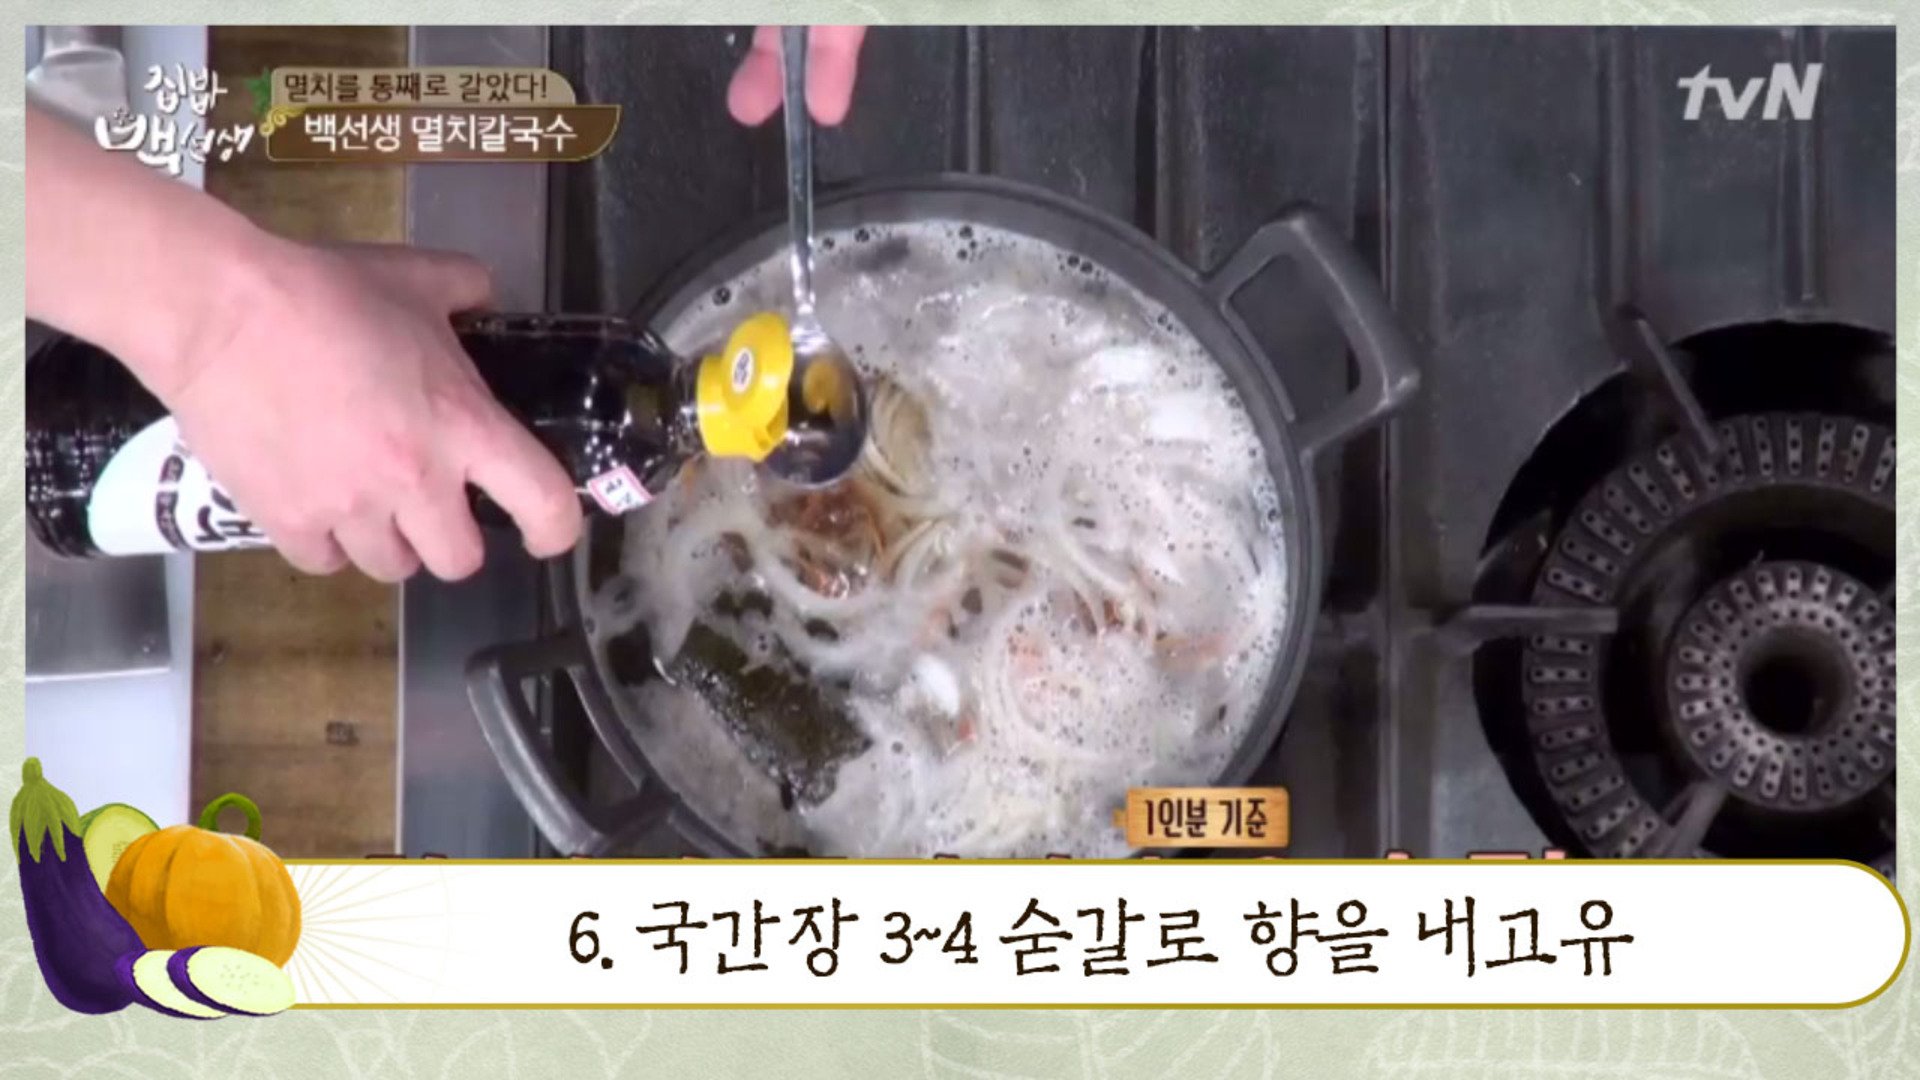 집밥
백선생
멸치를 통째로 갈았다!
백선생 멸치칼국수
tvN
1인분 기준
6. 국간장 3~4 숟갈로 향을 내고유